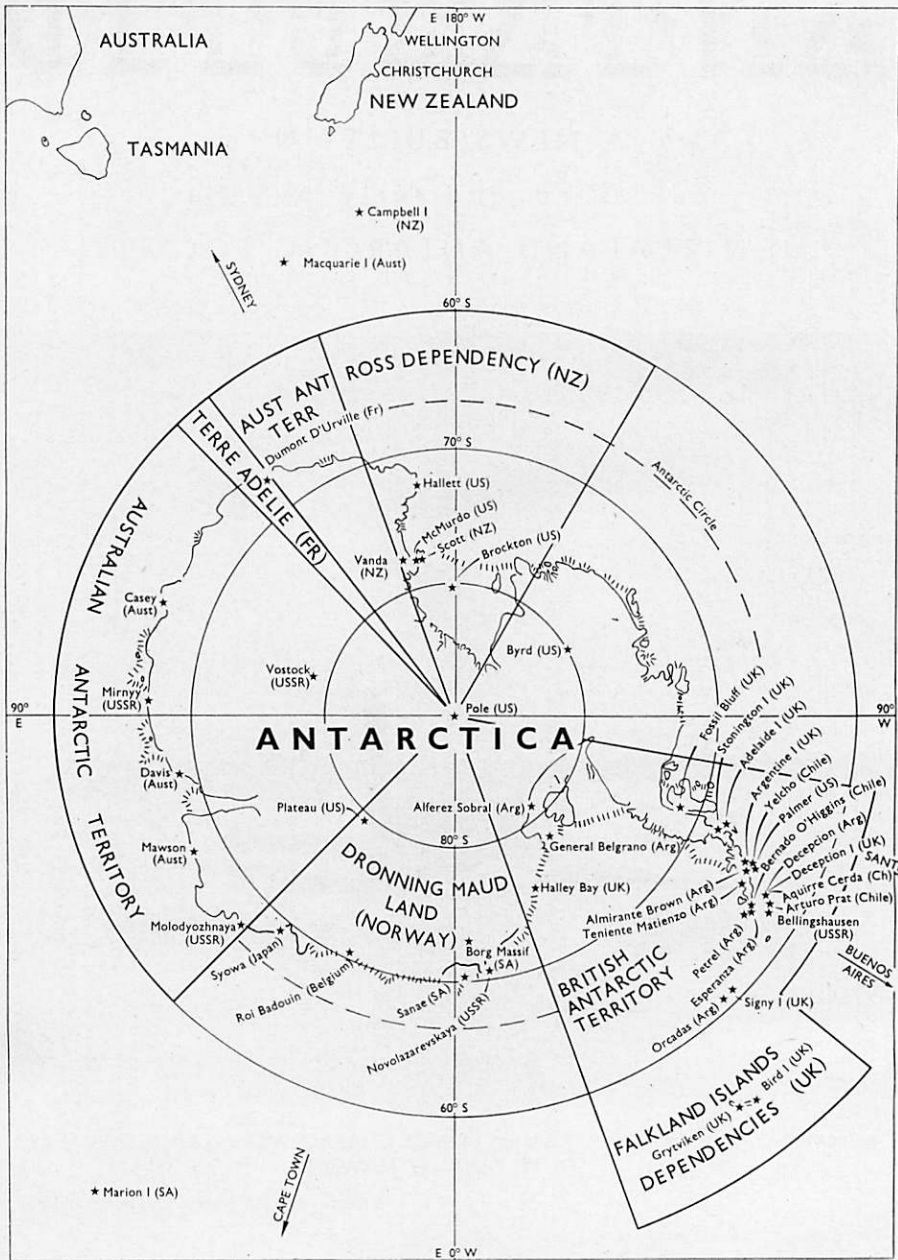 E 180° W
AUSTRALIA
WELLINGTON
CHRISTCHURCH
NEW ZEALAND
TASMANIA
Campbell I
(NZ)
Macquarie I (Aust)
SYDNEY
60° S
AUST ANT
TERR
ROSS DEPENDENCY (NZ)
TERRE ADELIE (FR)
Dumont D'Urville (Fr)
70° S
Antarctic Circle
Hallett (US)
McMurdo (US)
Scott (NZ)
Vanda
(NZ)
Brockton (US)
AUSTRALIAN
ANTARCTIC
TERRITORY
Casey
(Aust)
Vostock
(USSR)
Byrd (US)
Mirnyy
(USSR)
90°
E
Pole (US)
90°
W
ANTARCTICA
Fossil Bluff (UK)
Stonington I (UK)
Adelaide I (UK)
Argentine I (UK)
Yelcho (Chile)
Palmer (US)
Bernado O'Higgins (Chile)
Decepcion (Arg)
Deception I (UK)
SANT
Aquirre Cerda (Ch)
Arturo Prat (Chile)
Bellingshausen
(USSR)
Davis
(Aust)
Plateau (US)
Alferez Sobral (Arg)
General Belgrano (Arg)
80° S
Mawson
(Aust)
DRONNING MAUD
LAND
(NORWAY)
Halley Bay (UK)
Almirante Brown (Arg)
Teniente Matienzo (Arg)
Molodyozhnaya
(USSR)
Syowa (Japan)
Roi Badouin (Belgium)
Borg Massif
(SA)
Sanae (SA)
Novolazarevskaya (USSR)
BRITISH
ANTARCTIC
TERRITORY
Petrel (Arg)
Esperanza (Arg)
Orcadas (Arg)
Signy I (UK)
BUENOS
AIRES
60° S
FALKLAND ISLANDS
DEPENDENCIES (UK)
Grytviken (UK)
Bird I (UK)
Marion I (SA)
CAPE TOWN
E 0° W